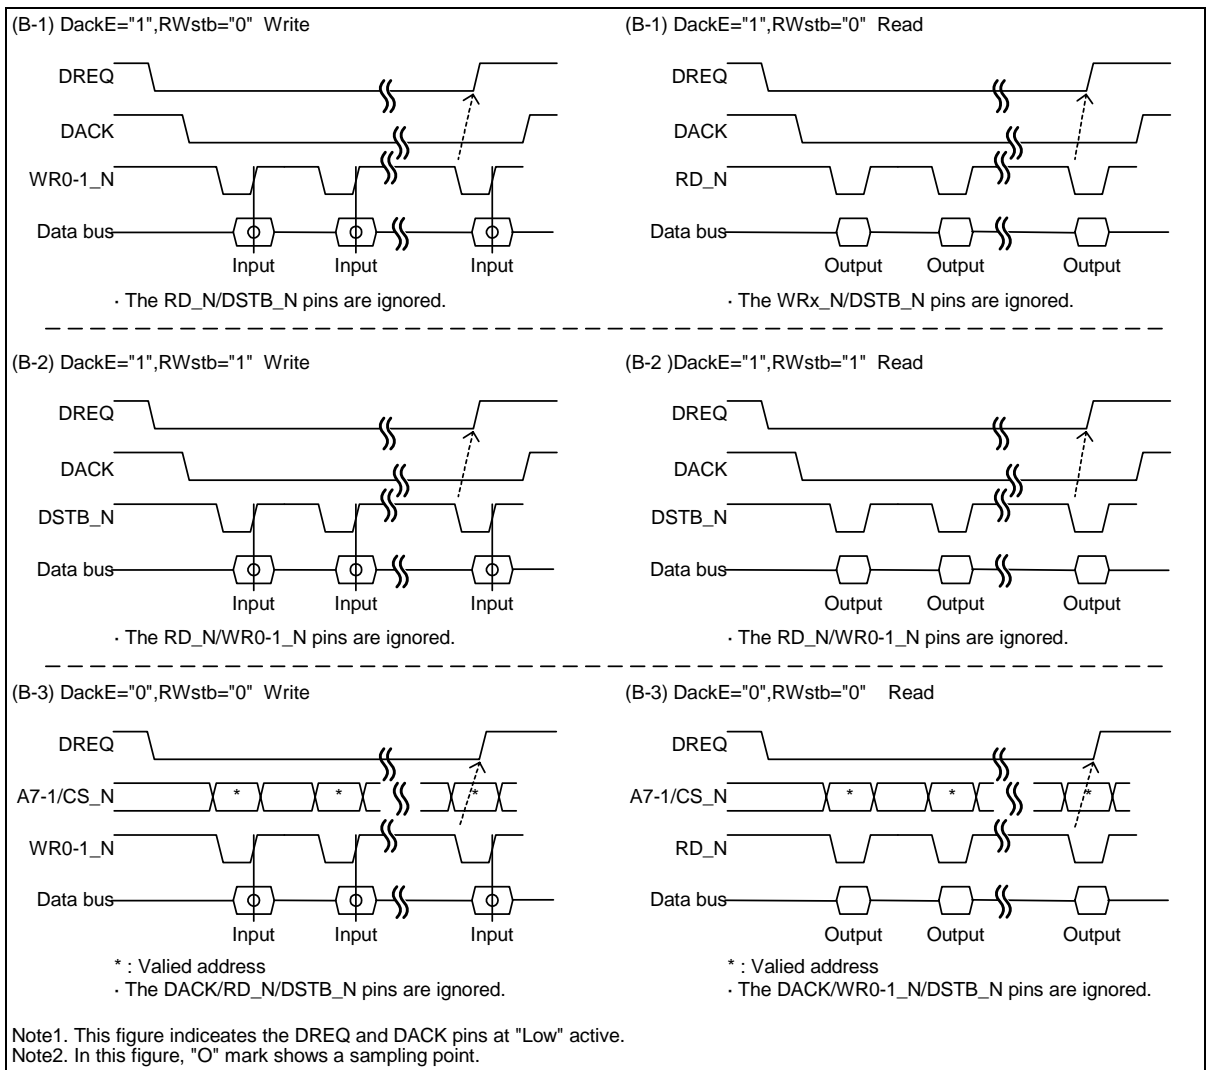 (B-1) DackE="1",RWstb="0"  Write
DREQ
DACK
WR0-1_N
Data bus
Input Input Input
· The RD_N/DSTB_N pins are ignored.
(B-1) DackE="1",RWstb="0"  Read
DREQ
DACK
RD_N
Data bus
Output Output Output
· The WRx_N/DSTB_N pins are ignored.
(B-2) DackE="1",RWstb="1"  Write
DREQ
DACK
DSTB_N
Data bus
Input Input Input
· The RD_N/WR0-1_N pins are ignored.
(B-2 )DackE="1",RWstb="1"  Read
DREQ
DACK
DSTB_N
Data bus
Output Output Output
· The RD_N/WR0-1_N pins are ignored.
(B-3) DackE="0",RWstb="0"  Write
DREQ
A7-1/CS_N
* * *
WR0-1_N
Data bus
Input Input Input
* : Valied address
· The DACK/RD_N/DSTB_N pins are ignored.
(B-3) DackE="0",RWstb="0"    Read
DREQ
A7-1/CS_N
* * *
RD_N
Data bus
Output Output Output
* : Valied address
· The DACK/WR0-1_N/DSTB_N pins are ignored.
Note1. This figure indiceates the DREQ and DACK pins at "Low" active.
Note2. In this figure, "O" mark shows a sampling point.